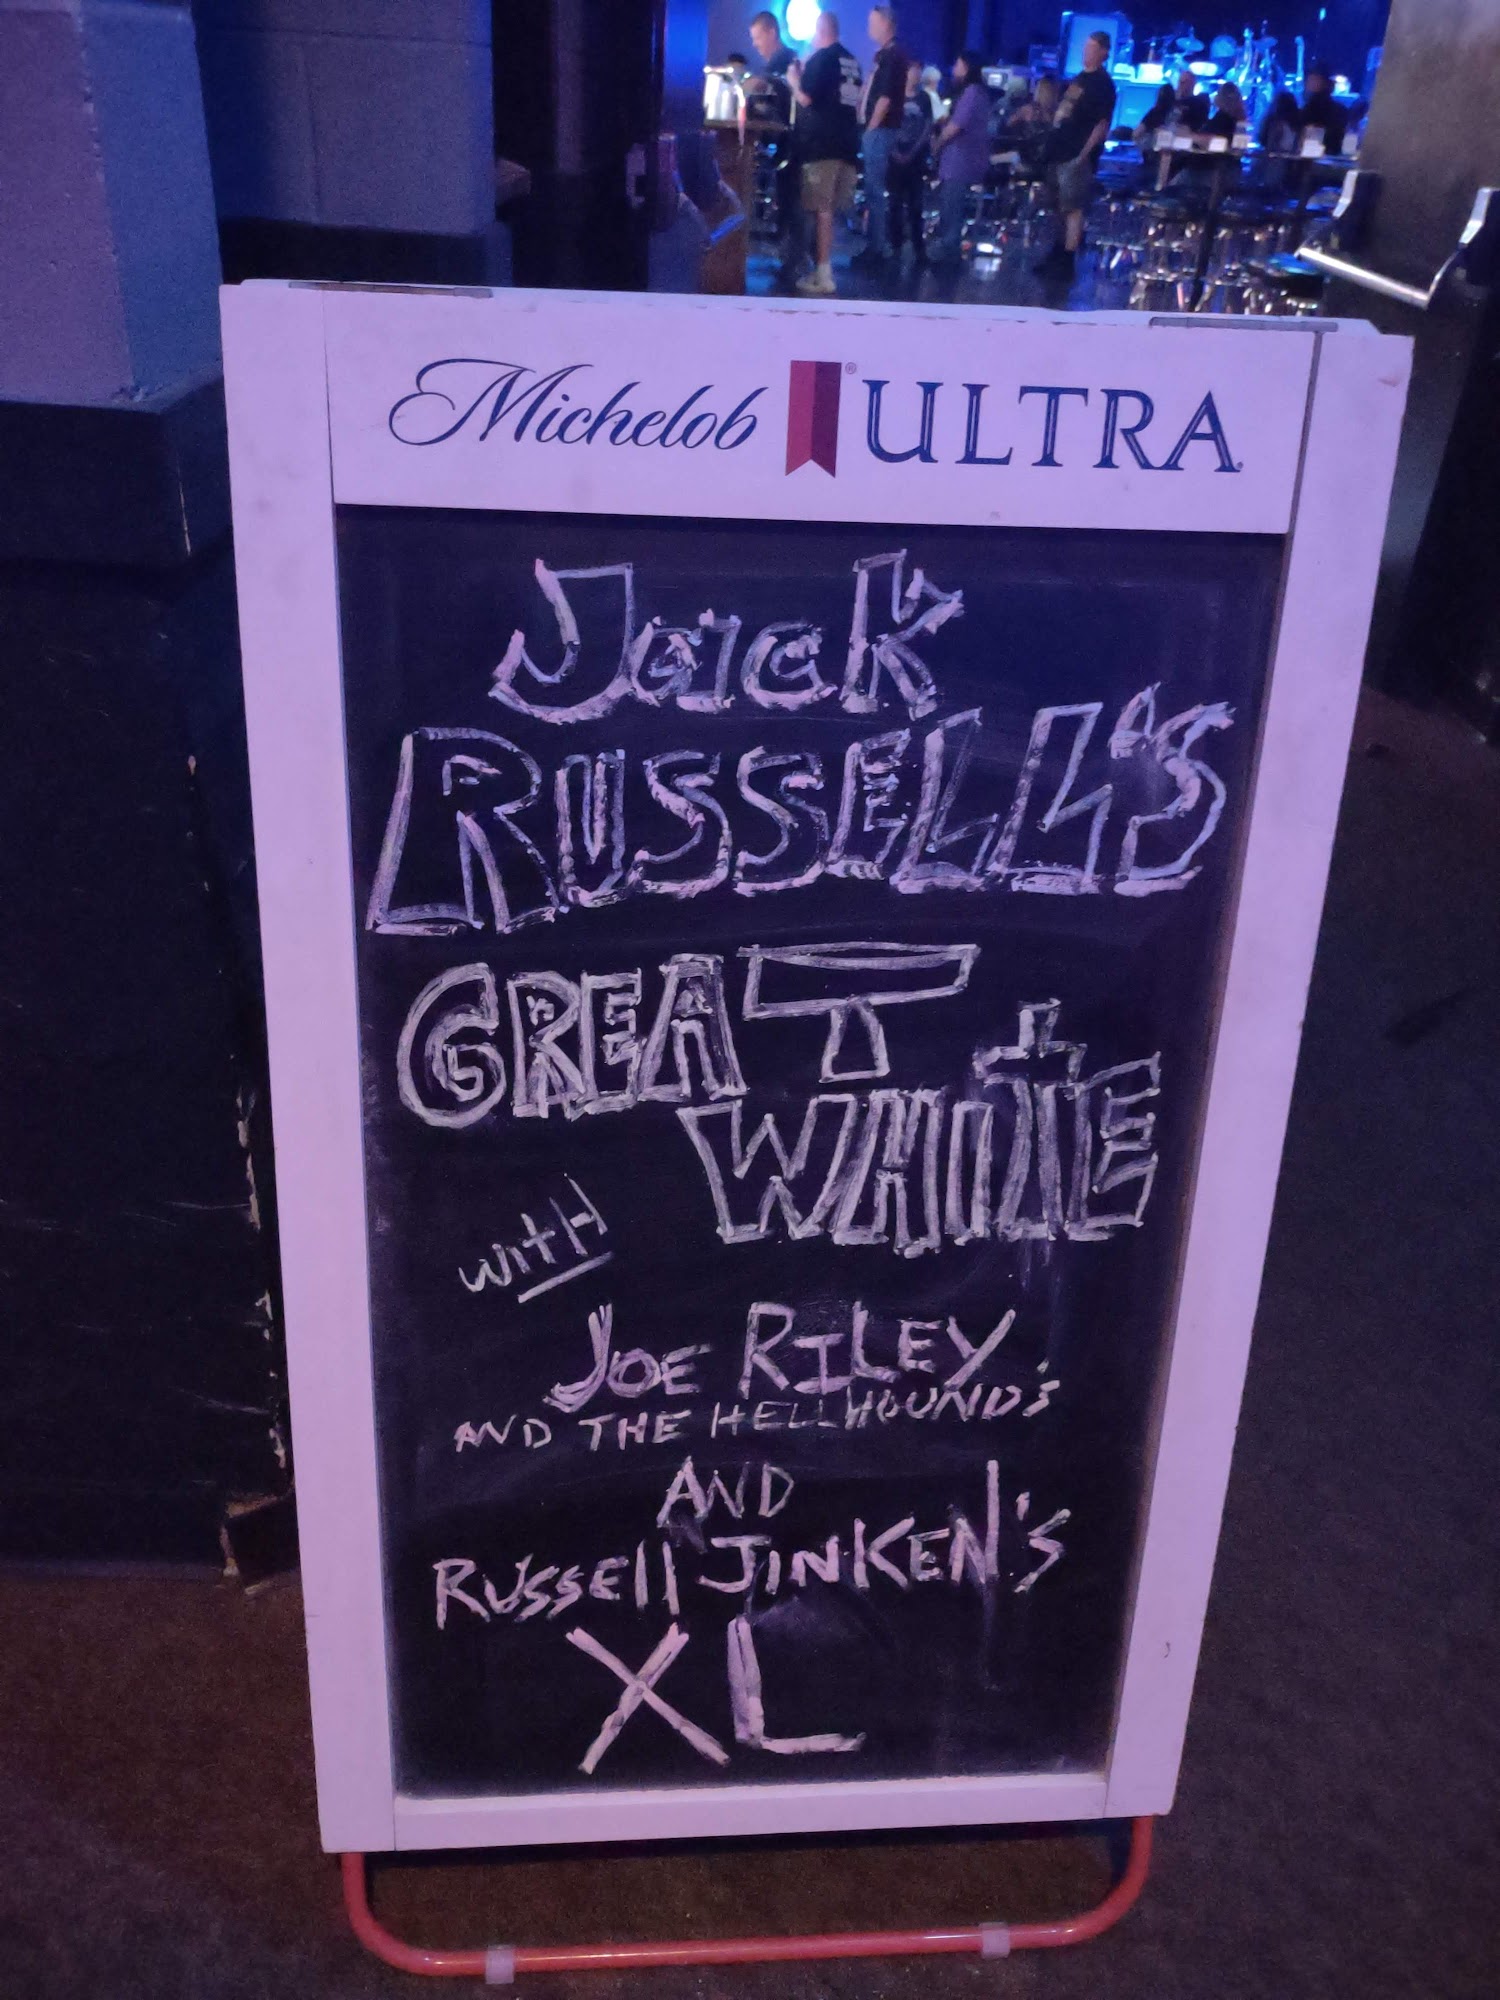 Michelob ® ULTRA
Jack
RUSSELL'S
GREAT
WHITE
WITH
JOE RILEY
AND THE HELLHOUNDS
AND
RUSSEll JINKEN'S
XL